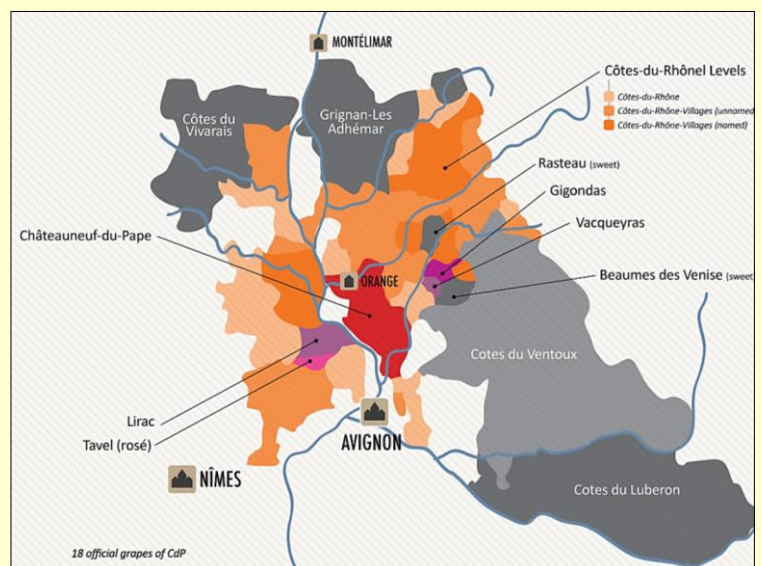 MONTÉLIMAR
Côtes-du-Rhônel Levels
Côtes-du-Rhône
Côtes-du-Rhône-Villages (unnamed)
Côtes-du-Rhône-Villages (named)
Côtes du
Vivarais
Grignan-Les
Adhémar
Rasteau (sweet)
Gigondas
Vacqueyras
Châteauneuf-du-Pape
ORANGE
Beaumes des Venise (sweet)
Cotes du Ventoux
Lirac
Tavel (rosé)
AVIGNON
NÎMES
Cotes du Luberon
18 official grapes of CdP